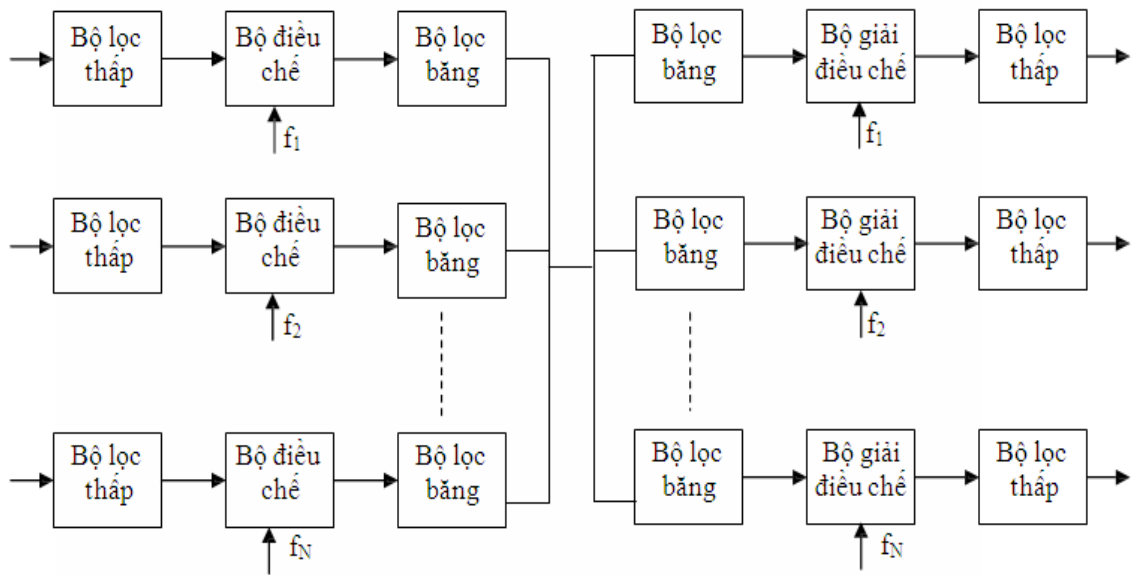 Bộ lọc
thấp
Bộ điều
chế
Bộ lọc
băng
Bộ lọc
băng
Bộ giải
điều chế
Bộ lọc
thấp
f1
f1
Bộ lọc
thấp
Bộ điều
chế
Bộ lọc
băng
Bộ lọc
băng
Bộ giải
điều chế
Bộ lọc
thấp
f2
f2
Bộ lọc
thấp
Bộ điều
chế
Bộ lọc
băng
Bộ lọc
băng
Bộ giải
điều chế
Bộ lọc
thấp
fN
fN